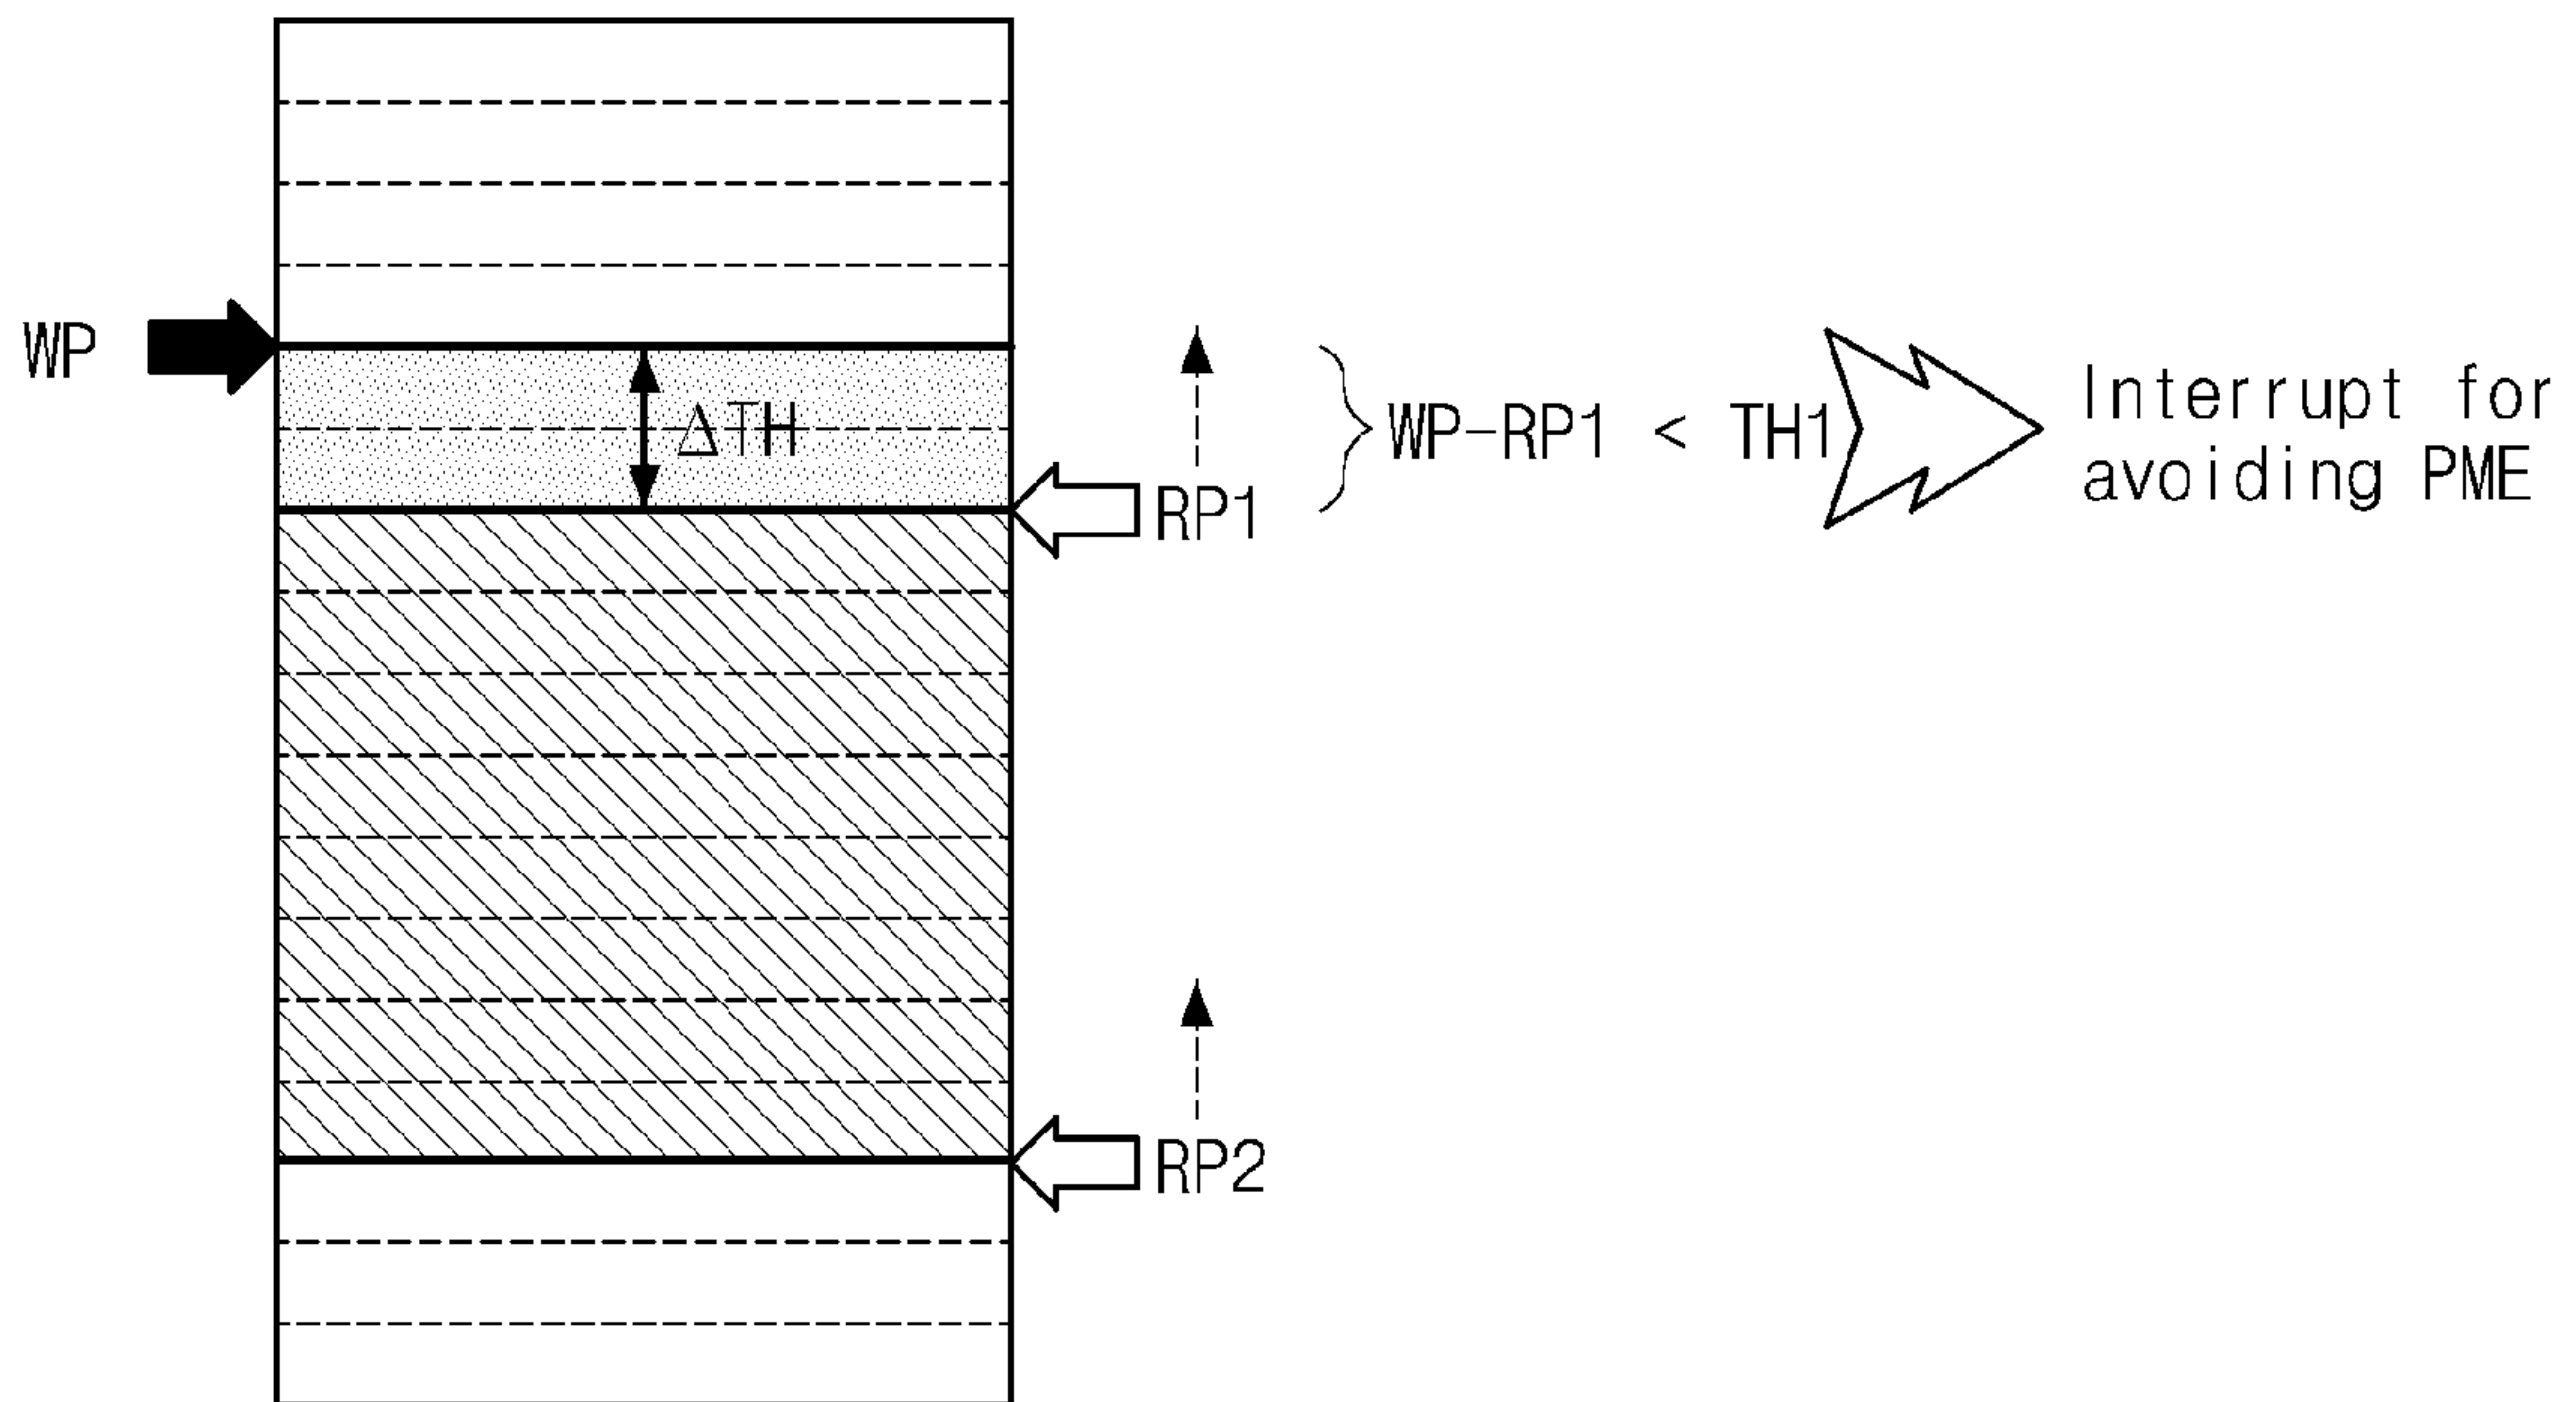 WP
ΔTH
RP1
WP-RP1 < TH1
Interrupt for
avoiding PME
RP2